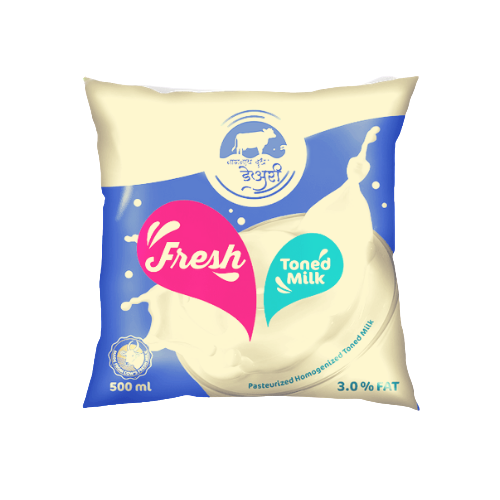 डेअरी
Fresh
Toned
Milk
Pasteurized Homogenized Toned Milk
500 ml
3.0 % FAT